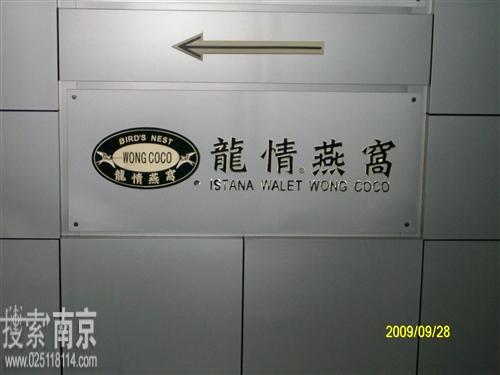 BIRD'S NEST
WONG COCO
龍情燕窩
龍情®燕窩
ISTANA WALET WONG COCO
2009/09/28
搜索南京
www.025118114.com